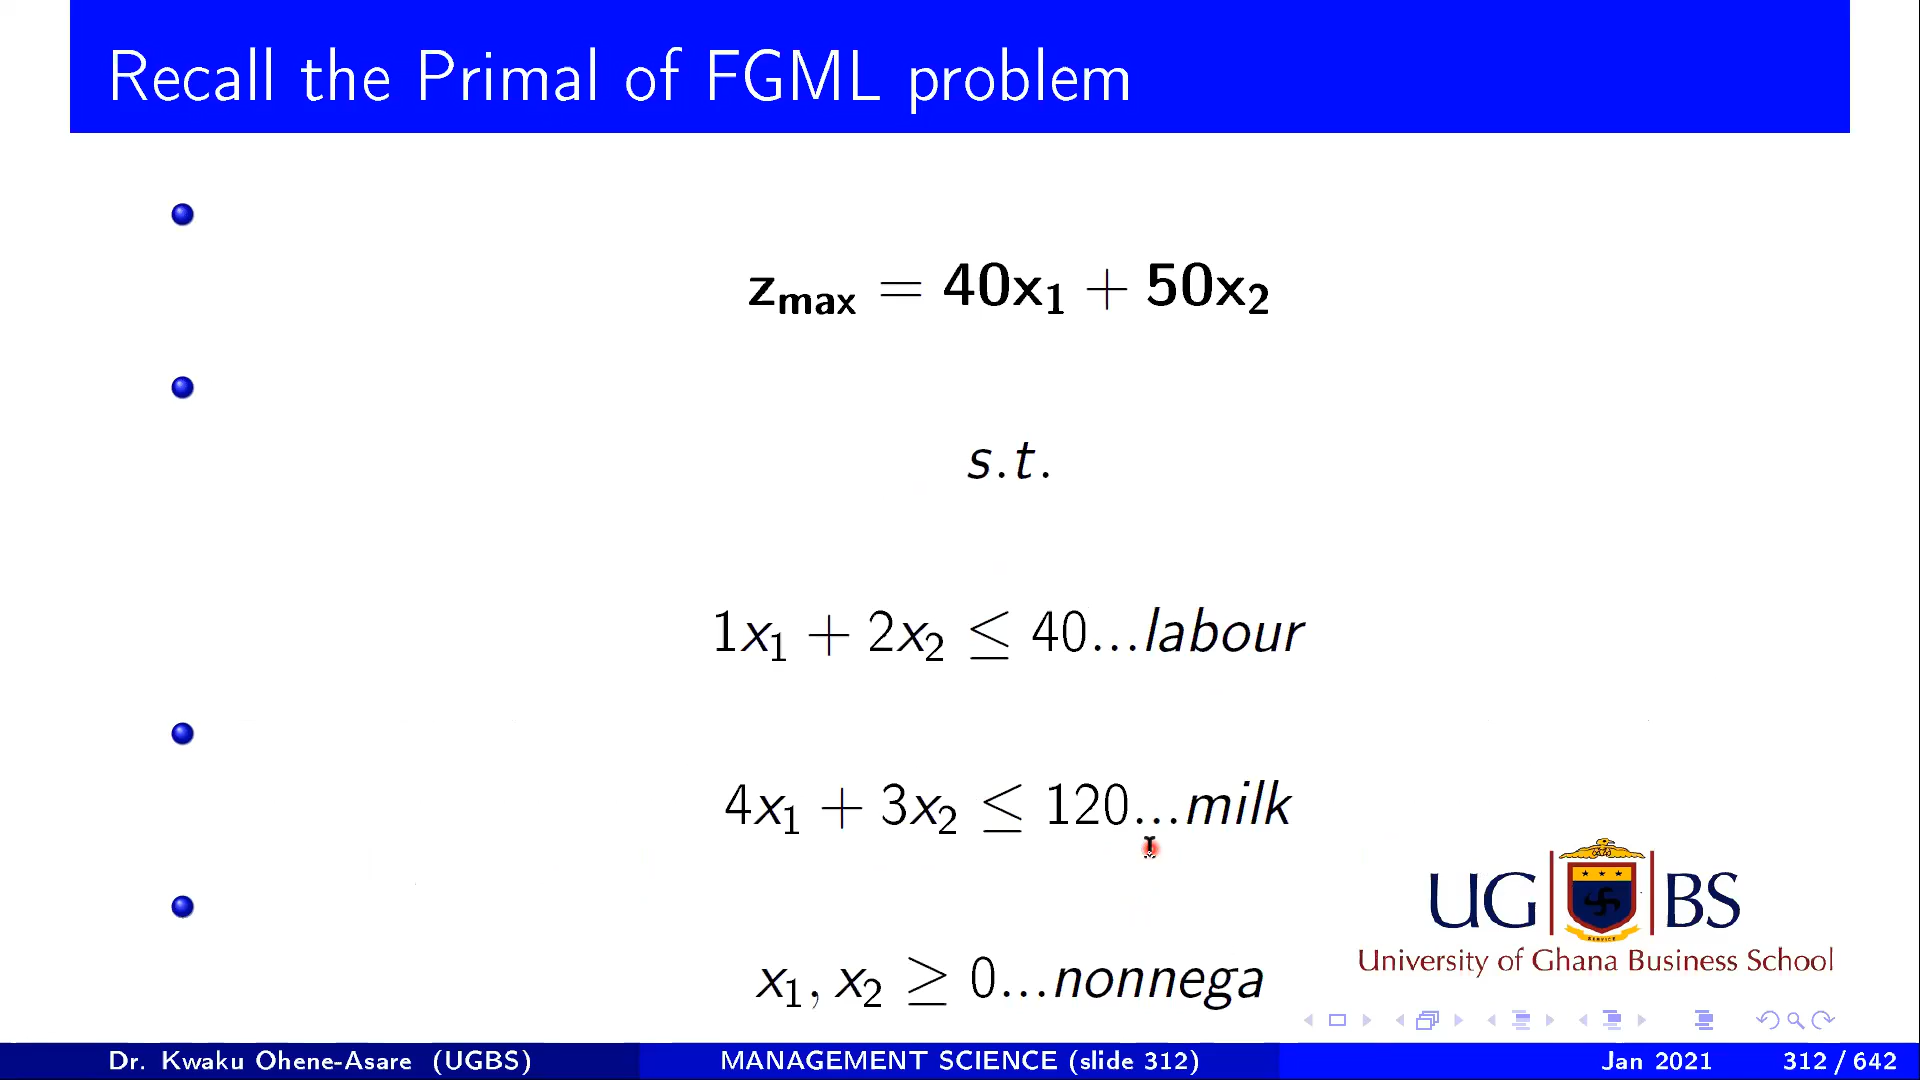 Recall the Primal of FGML problem
z_max = 40x₁ + 50x₂
s.t.
1x₁ + 2x₂ ≤ 40...labour
4x₁ + 3x₂ ≤ 120...milk
x₁, x₂ ≥ 0...nonnega
UG BS
SERVICE
University of Ghana Business School
Dr. Kwaku Ohene-Asare (UGBS) MANAGEMENT SCIENCE (slide 312) Jan 2021 312 / 642